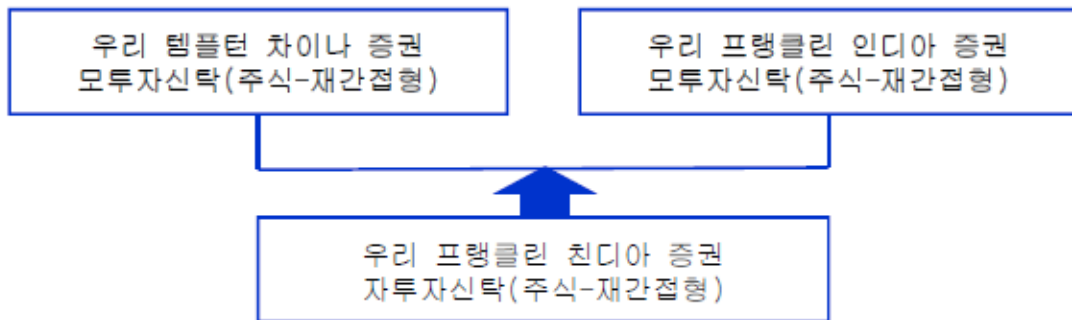 우리 템플턴 차이나 증권
모투자신탁(주식-재간접형)
우리 프랭클린 인디아 증권
모투자신탁(주식-재간접형)
우리 프랭클린 친디아 증권
자투자신탁(주식-재간접형)